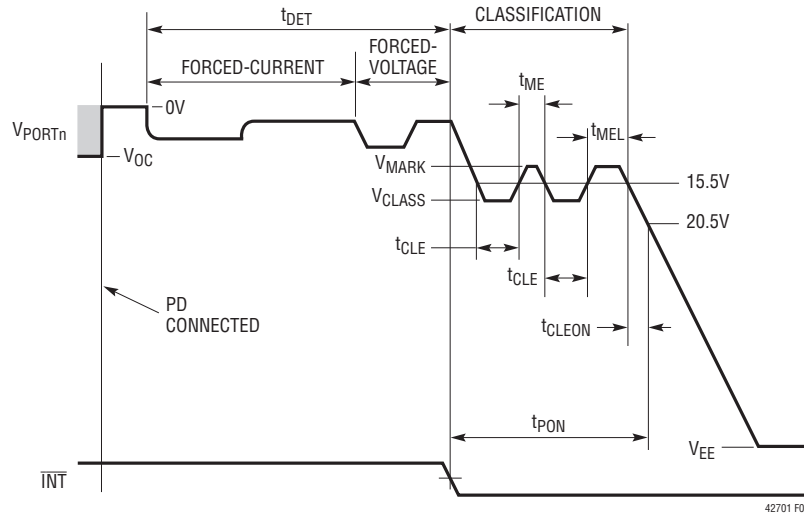 tDET
CLASSIFICATION
FORCED-CURRENT
FORCED-
VOLTAGE
tME
0V
VPORTn
VOC
tMEL
VMARK
15.5V
VCLASS
20.5V
tCLE
tCLE
PD
CONNECTED
tCLEON
tPON
VEE
INT
42701 F0